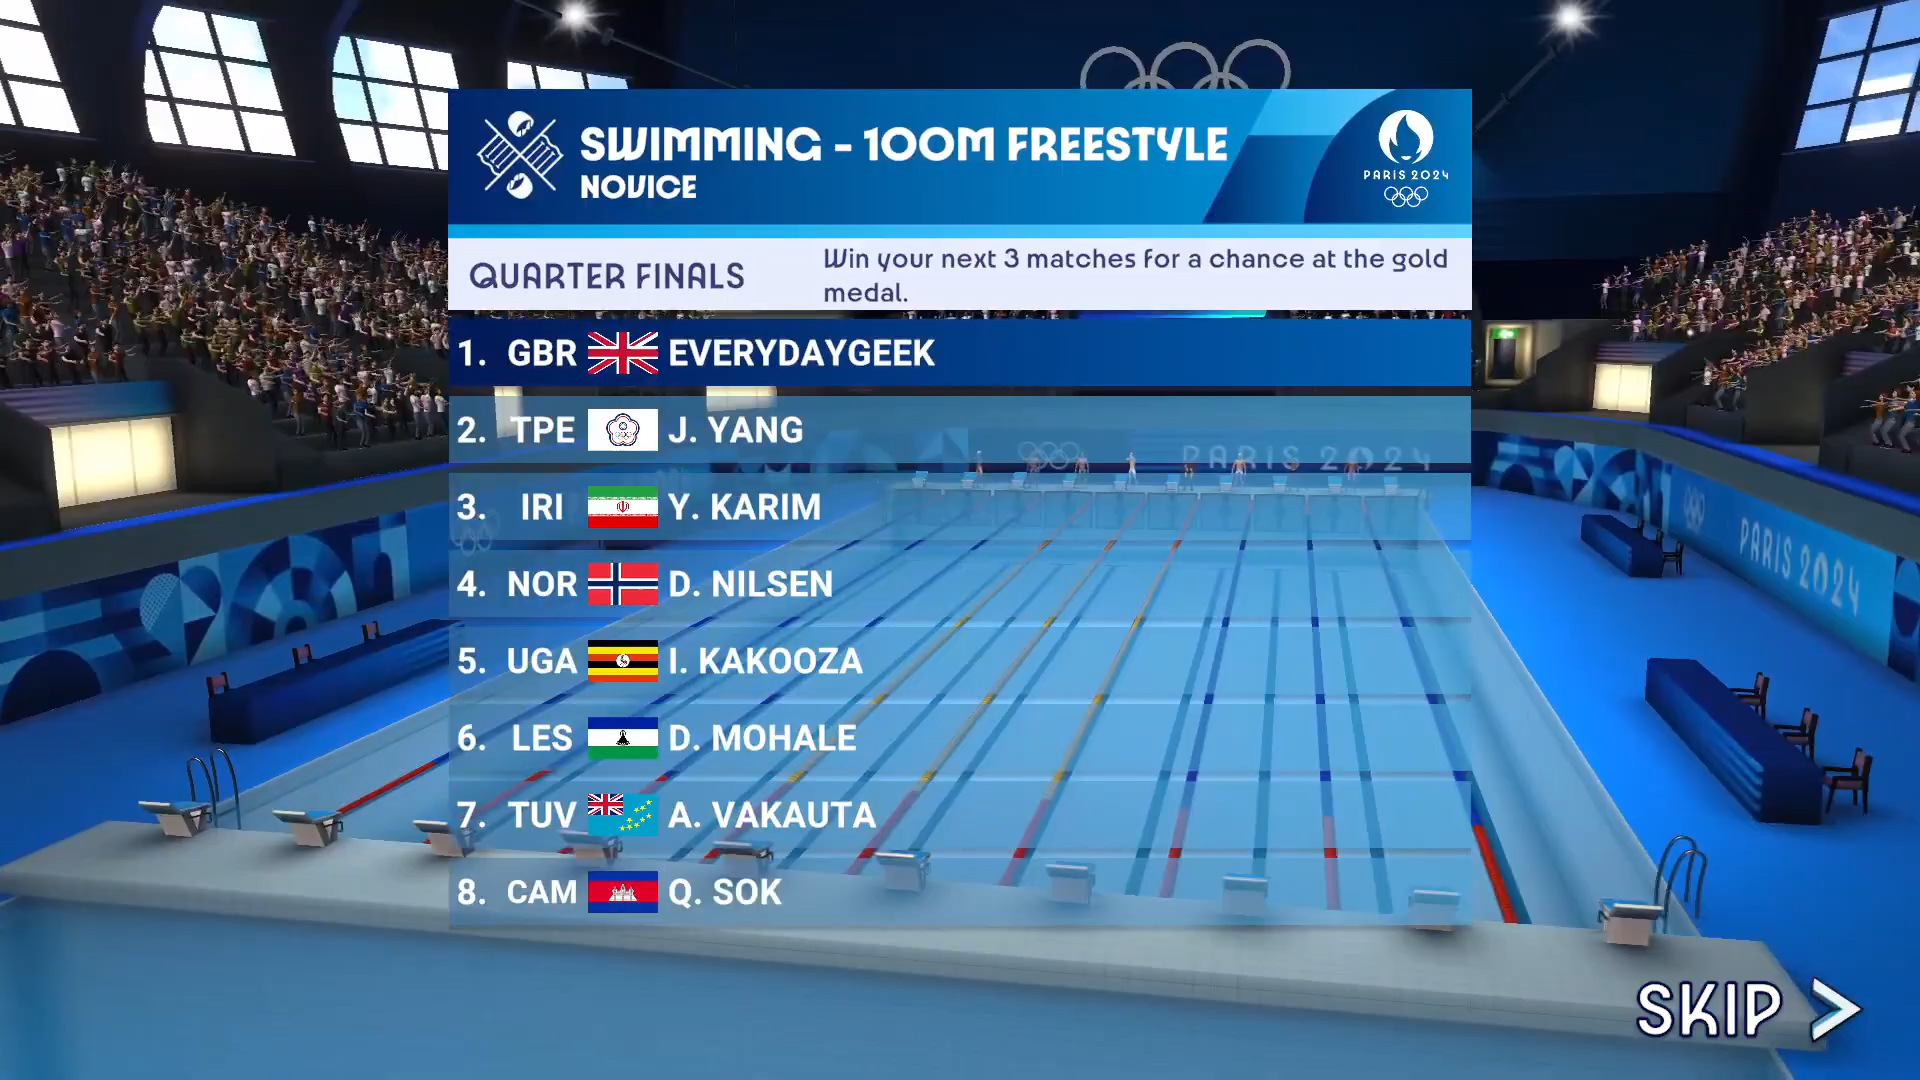 SWIMMING - 100M FREESTYLE
NOVICE
PARIS 2024
QUARTER FINALS
Win your next 3 matches for a chance at the gold
medal.
1. GBR EVERYDAYGEEK
2. TPE J. YANG
PARIS 2024
3. IRI Y. KARIM
4. NOR D. NILSEN
PARIS 2024
5. UGA I. KAKOOZA
6. LES D. MOHALE
7. TUV A. VAKAUTA
8. CAM Q. SOK
SKIP